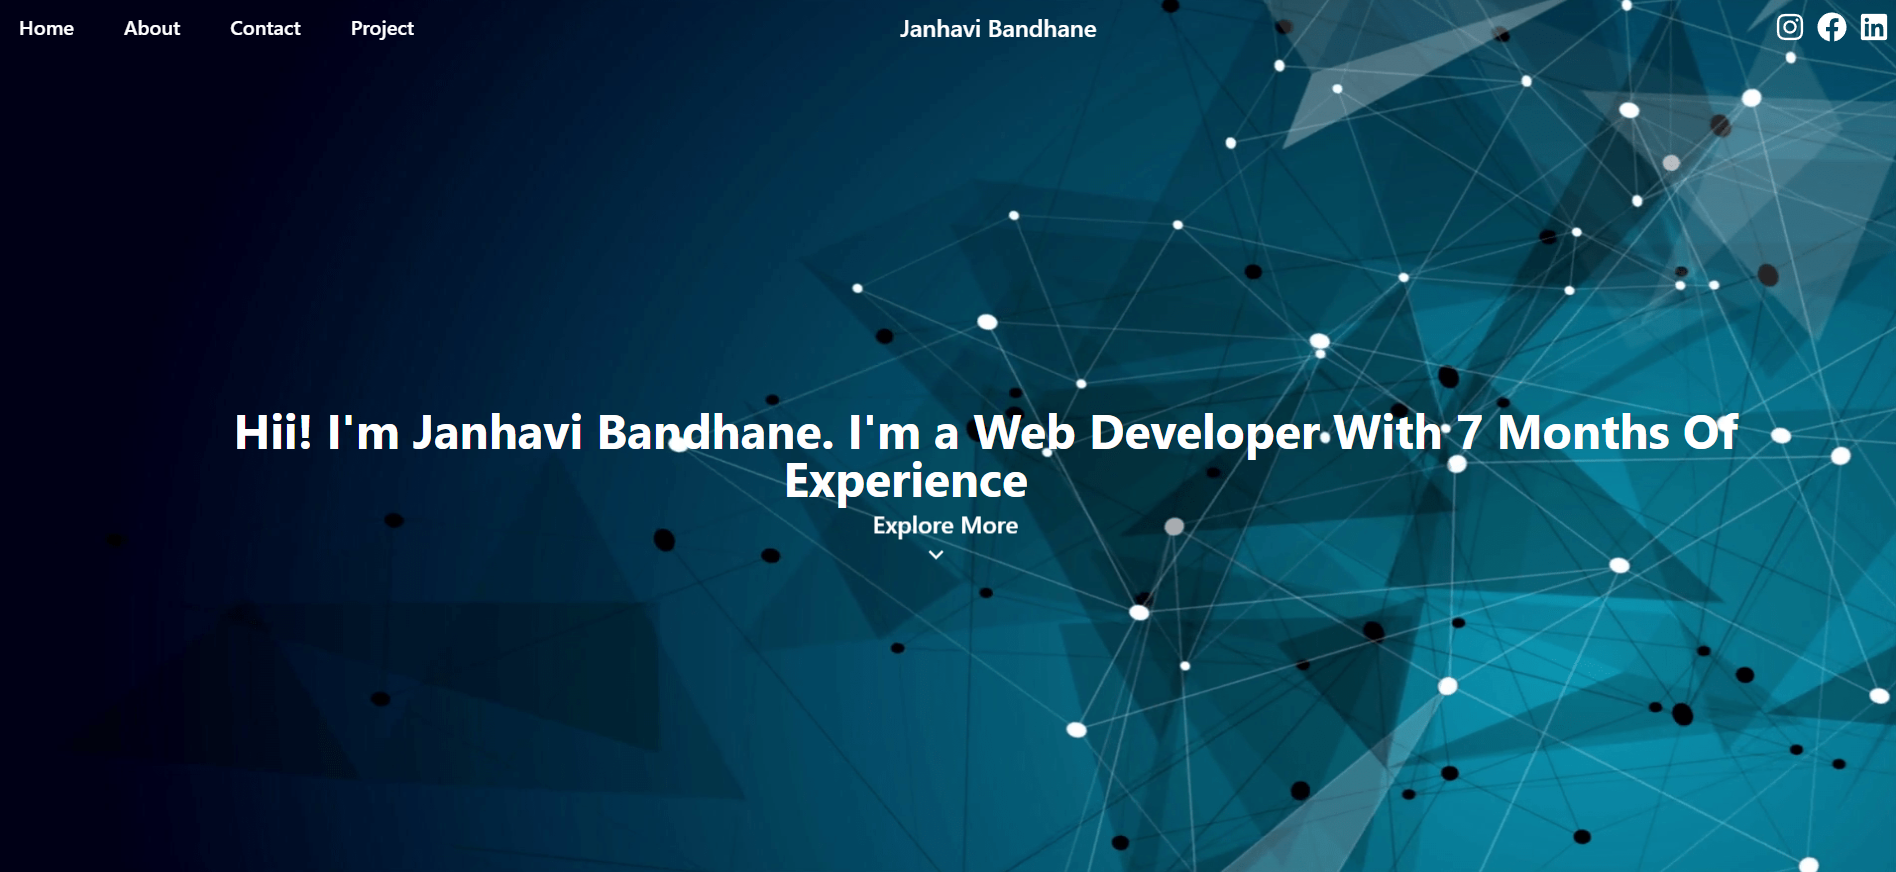 Home About Contact Project Janhavi Bandhane
Hii! I'm Janhavi Bandhane. I'm a Web Developer With 7 Months Of
Experience
Explore More